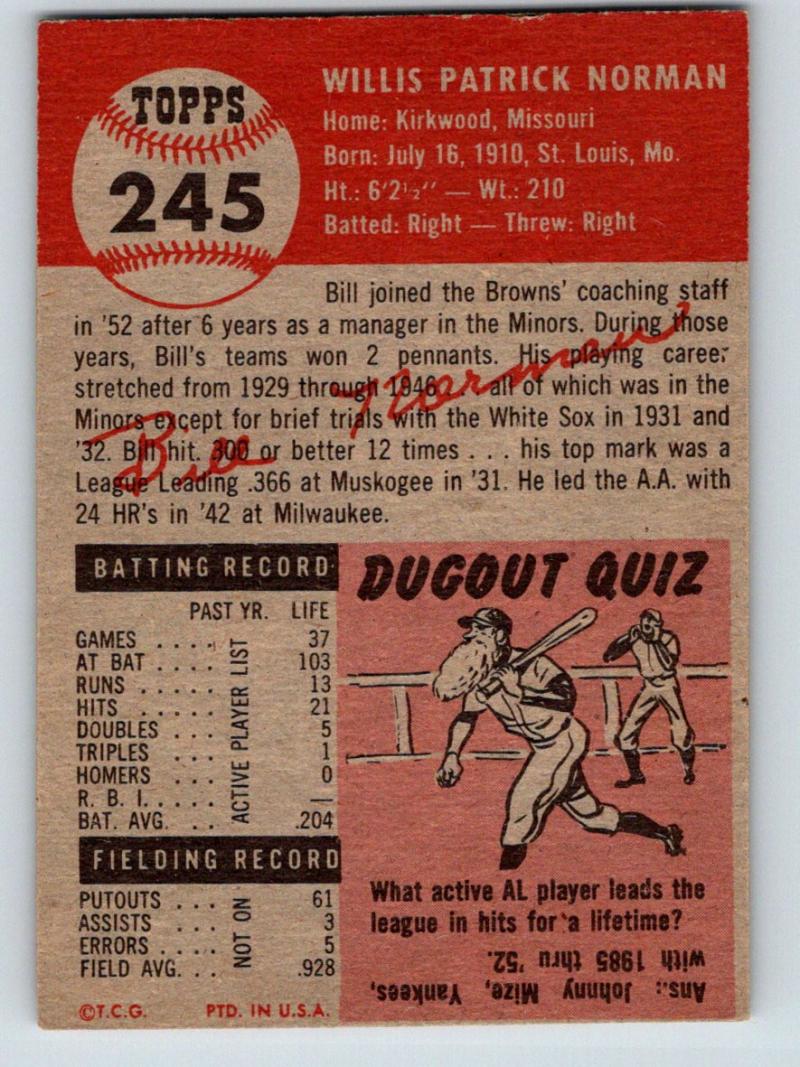 TOPPS
245
WILLIS PATRICK NORMAN
Home: Kirkwood, Missouri
Born: July 16, 1910, St. Louis, Mo.
Ht.: 6'2½" — Wt.: 210
Batted: Right — Threw: Right
Bill joined the Browns' coaching staff
in '52 after 6 years as a manager in the Minors. During those
years, Bill's teams won 2 pennants. His playing career
stretched from 1929 through 1946 . . . all of which was in the
Minors except for brief trials with the White Sox in 1931 and
'32. Bill hit. 300 or better 12 times . . . his top mark was a
League Leading .366 at Muskogee in '31. He led the A.A. with
24 HR's in '42 at Milwaukee.
Bill Norman
BATTING RECORD
PAST YR. LIFE
GAMES . . . . 37
AT BAT . . . . 103
RUNS . . . . . 13
HITS . . . . . 21
DOUBLES . . . 5
TRIPLES . . . 1
HOMERS . . . 0
R. B. I. . . . . —
BAT. AVG. . . . .204
NOT ON ACTIVE PLAYER LIST
FIELDING RECORD
PUTOUTS . . . 61
ASSISTS . . . 3
ERRORS . . . . 5
FIELD AVG. . . .928
DUGOUT QUIZ
What active AL player leads the
league in hits for a lifetime?
Ans.: Johnny Mize, Yankees,
with 1985 thru '52.
©T.C.G. PTD. IN U.S.A.